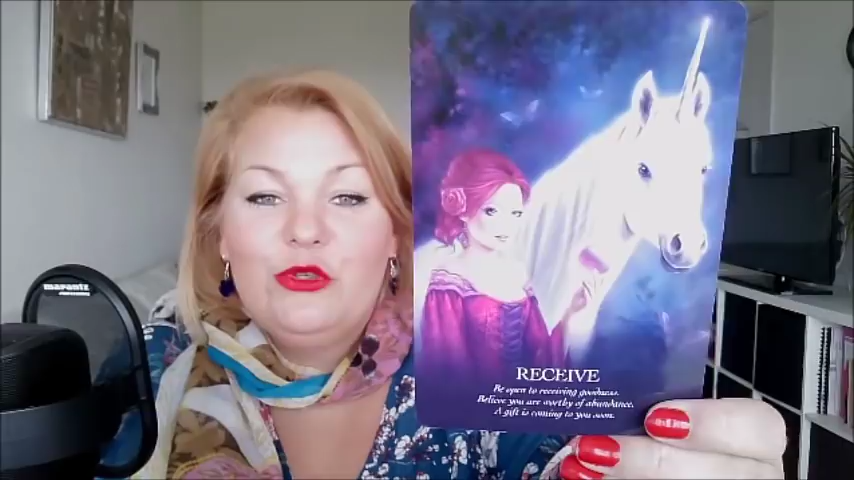 marantz
RECEIVE
Be open to receiving goodness.
Believe you are worthy of abundance.
A gift is coming to you soon.